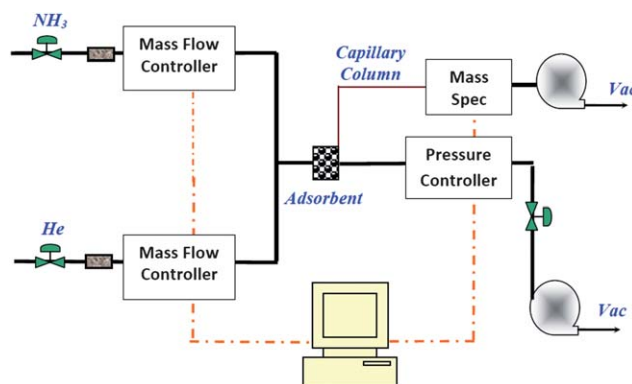 NH₃
Mass Flow
Controller
Capillary
Column
Mass
Spec
Vac
Adsorbent
Pressure
Controller
He
Mass Flow
Controller
Vac